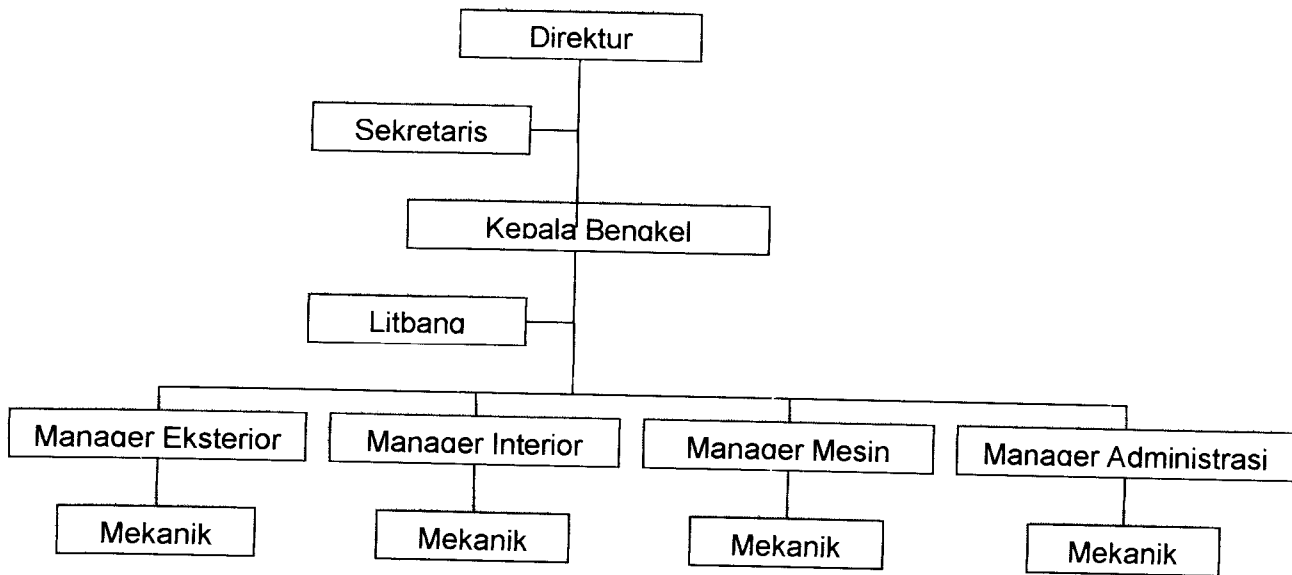 Direktur
Sekretaris
Kepala Bengkel
Litbang
Manager Eksterior
Manager Interior
Manager Mesin
Manager Administrasi
Mekanik
Mekanik
Mekanik
Mekanik